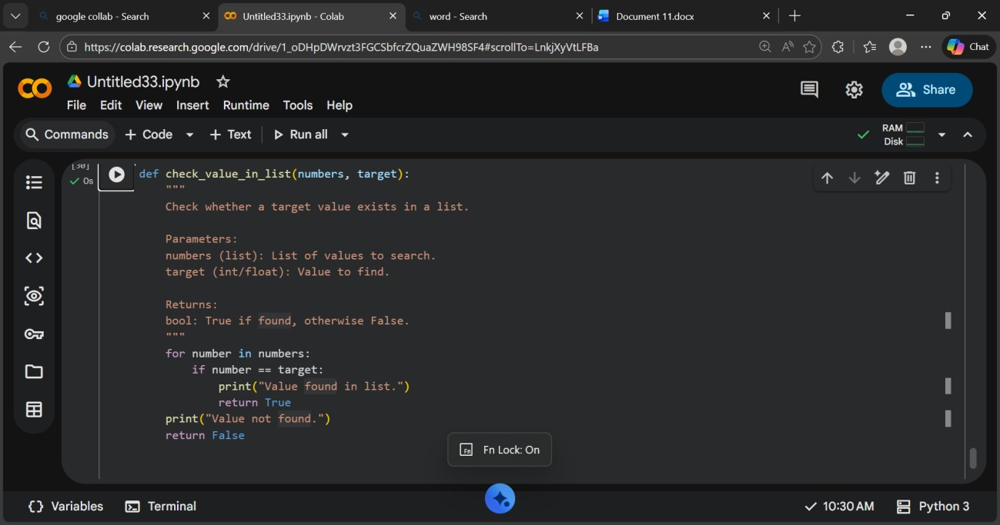 google collab - Search
Untitled33.ipynb - Colab
word - Search
Document 11.docx
https://colab.research.google.com/drive/1_oDHpDWrvzt3FGCSbfcrZQuaZWH98SF4#scrollTo=LnkjXyVtLFBa
Chat
Untitled33.ipynb
File Edit View Insert Runtime Tools Help
Share
Commands + Code + Text Run all
RAM
Disk
[30]
0s
def check_value_in_list(numbers, target):
"""
Check whether a target value exists in a list.
Parameters:
numbers (list): List of values to search.
target (int/float): Value to find.
Returns:
bool: True if found, otherwise False.
"""
for number in numbers:
if number == target:
print("Value found in list.")
return True
print("Value not found.")
return False
Fn
Fn Lock: On
{} Variables
Terminal
10:30 AM
Python 3